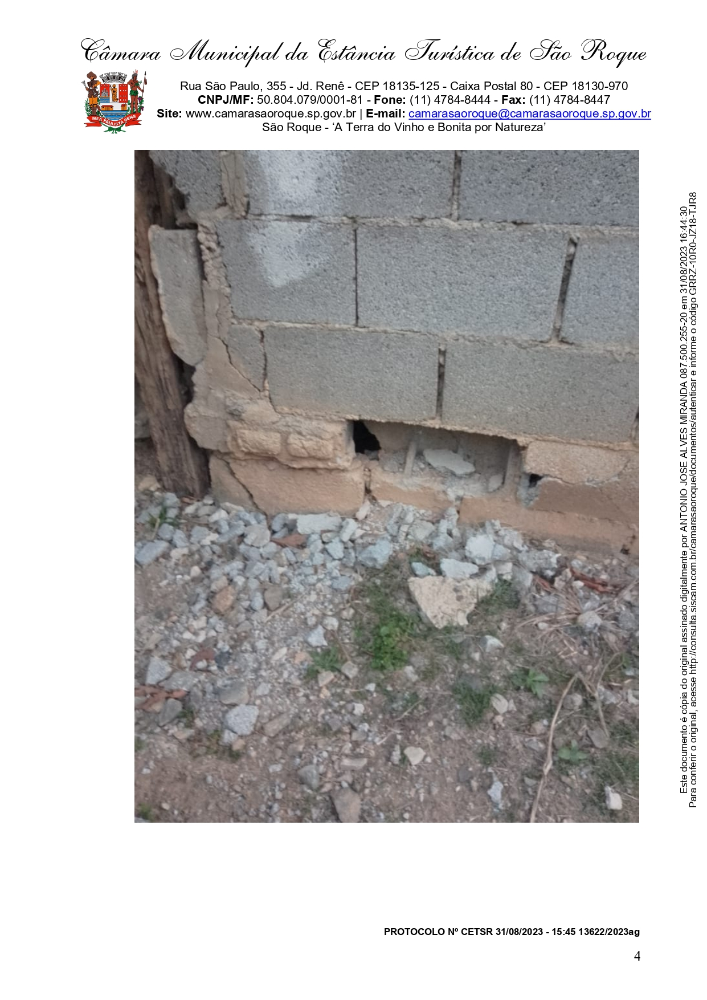 Câmara Municipal da Estância Turística de São Roque
Rua São Paulo, 355 - Jd. Renê - CEP 18135-125 - Caixa Postal 80 - CEP 18130-970
CNPJ/MF: 50.804.079/0001-81 - Fone: (11) 4784-8444 - Fax: (11) 4784-8447
Site: www.camarasaoroque.sp.gov.br | E-mail: camarasaoroque@camarasaoroque.sp.gov.br
São Roque - ‘A Terra do Vinho e Bonita por Natureza’
MEA PAULISTA GENS
Este documento é cópia do original assinado digitalmente por ANTONIO JOSE ALVES MIRANDA 087.500.255-20 em 31/08/2023 16:44:30
Para conferir o original, acesse http://consulta.siscam.com.br/camarasaoroque/documentos/autenticar e informe o código GRRZ-10R0-JZ18-TJR8
PROTOCOLO Nº CETSR 31/08/2023 - 15:45 13622/2023ag
4